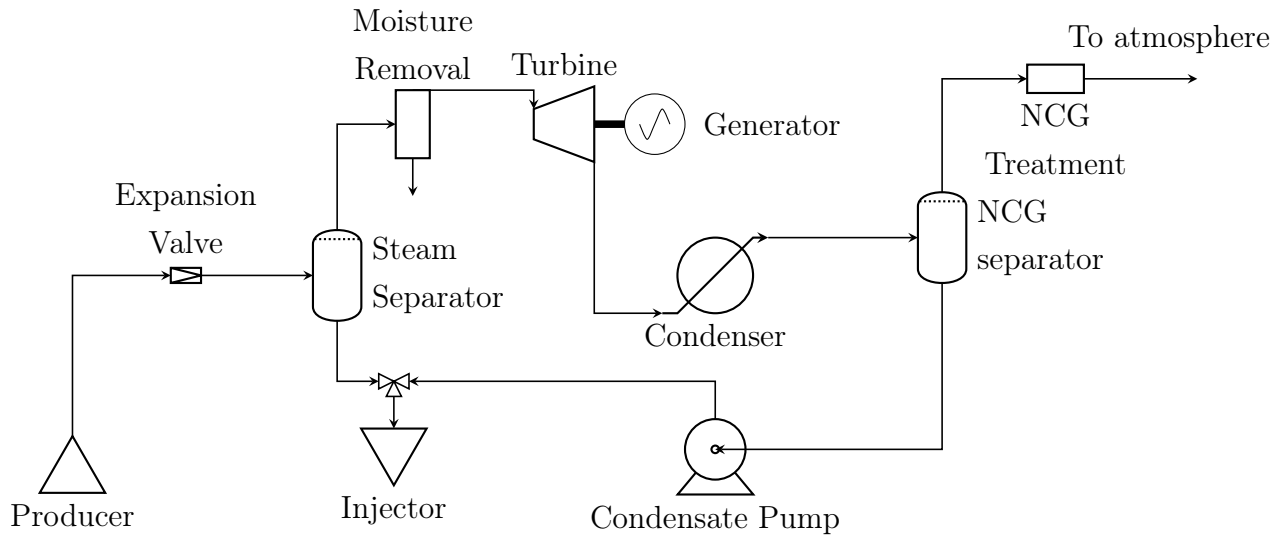 Moisture
Removal
Turbine
To atmosphere
NCG
Treatment
Generator
Expansion
Valve
Steam
Separator
NCG
separator
Condenser
Producer
Injector
Condensate Pump